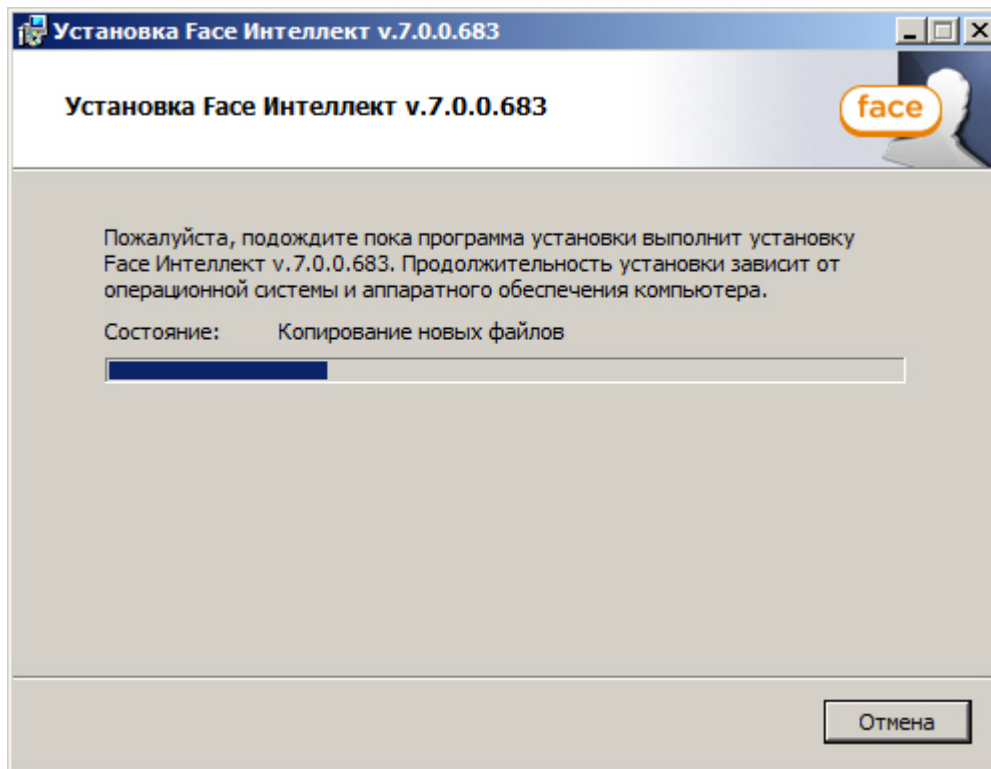 Установка Face Интеллект v.7.0.0.683
Установка Face Интеллект v.7.0.0.683
face
Пожалуйста, подождите пока программа установки выполнит установку
Face Интеллект v.7.0.0.683. Продолжительность установки зависит от
операционной системы и аппаратного обеспечения компьютера.
Состояние: Копирование новых файлов
Отмена